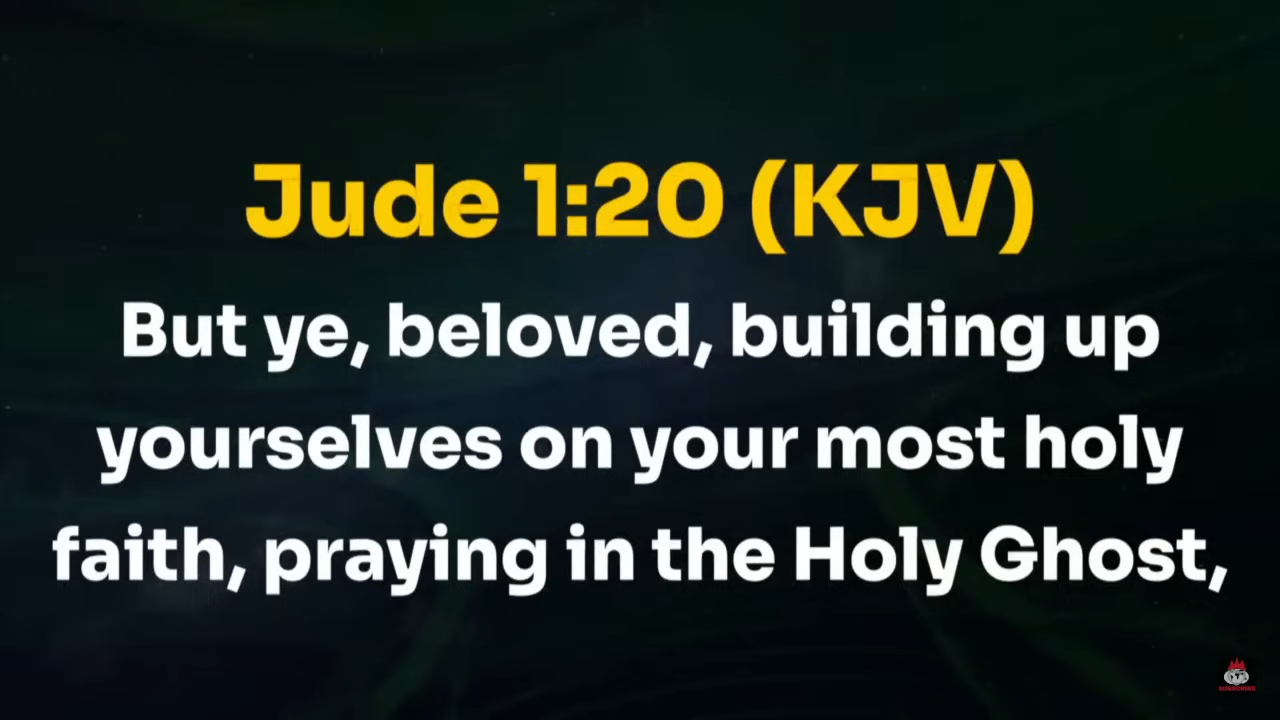 Jude 1:20 (KJV)
But ye, beloved, building up
yourselves on your most holy
faith, praying in the Holy Ghost,
SUBSCRIBE